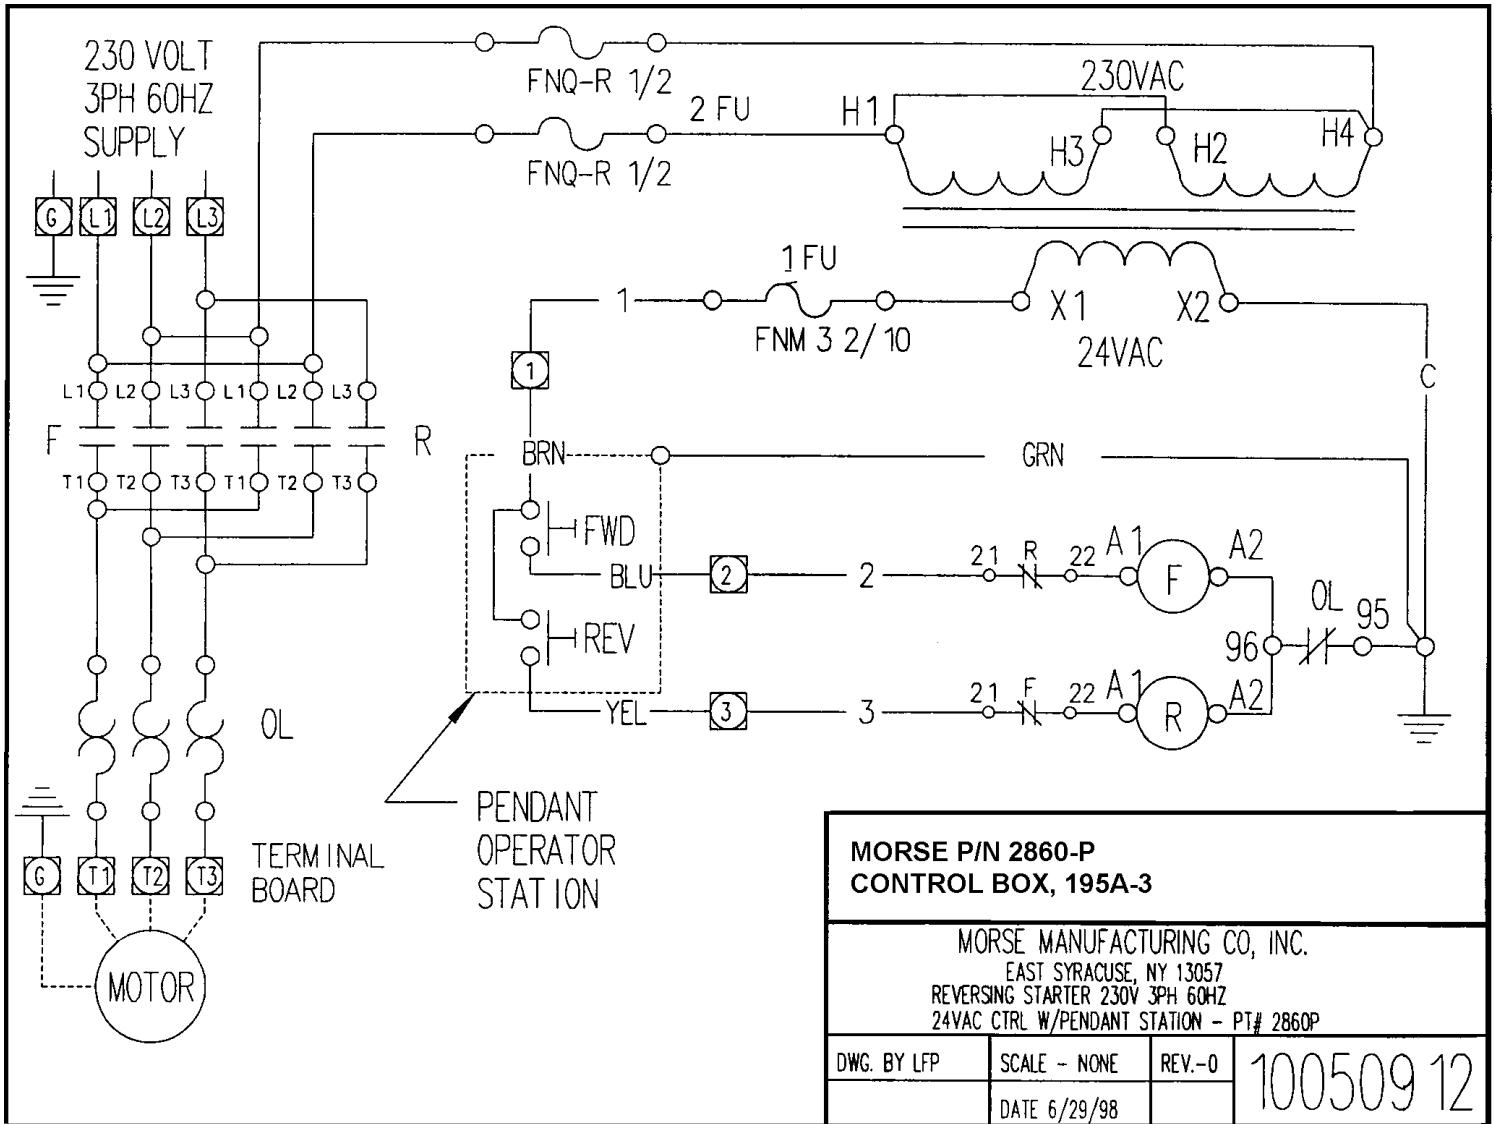 230 VOLT
3PH 60HZ
SUPPLY
FNQ-R 1/2
2 FU
FNQ-R 1/2
230VAC
H1
H3
H2
H4
G L1 L2 L3
1 FU
1
FNM 3 2/10
X1
X2
24VAC
C
1
L1 L2 L3 L1 L2 L3
F
R
T1 T2 T3 T1 T2 T3
BRN
GRN
FWD
BLU
2
2
21 R 22 A1 F A2
REV
OL 95
96
YEL
3
3
21 F 22 A1 R A2
OL
PENDANT
OPERATOR
STATION
TERMINAL
BOARD
G T1 T2 T3
MOTOR
MORSE P/N 2860-P
CONTROL BOX, 195A-3
MORSE MANUFACTURING CO, INC.
EAST SYRACUSE, NY 13057
REVERSING STARTER 230V 3PH 60HZ
24VAC CTRL W/PENDANT STATION - PT# 2860P
DWG. BY LFP
SCALE - NONE
REV.-0
10050912
DATE 6/29/98